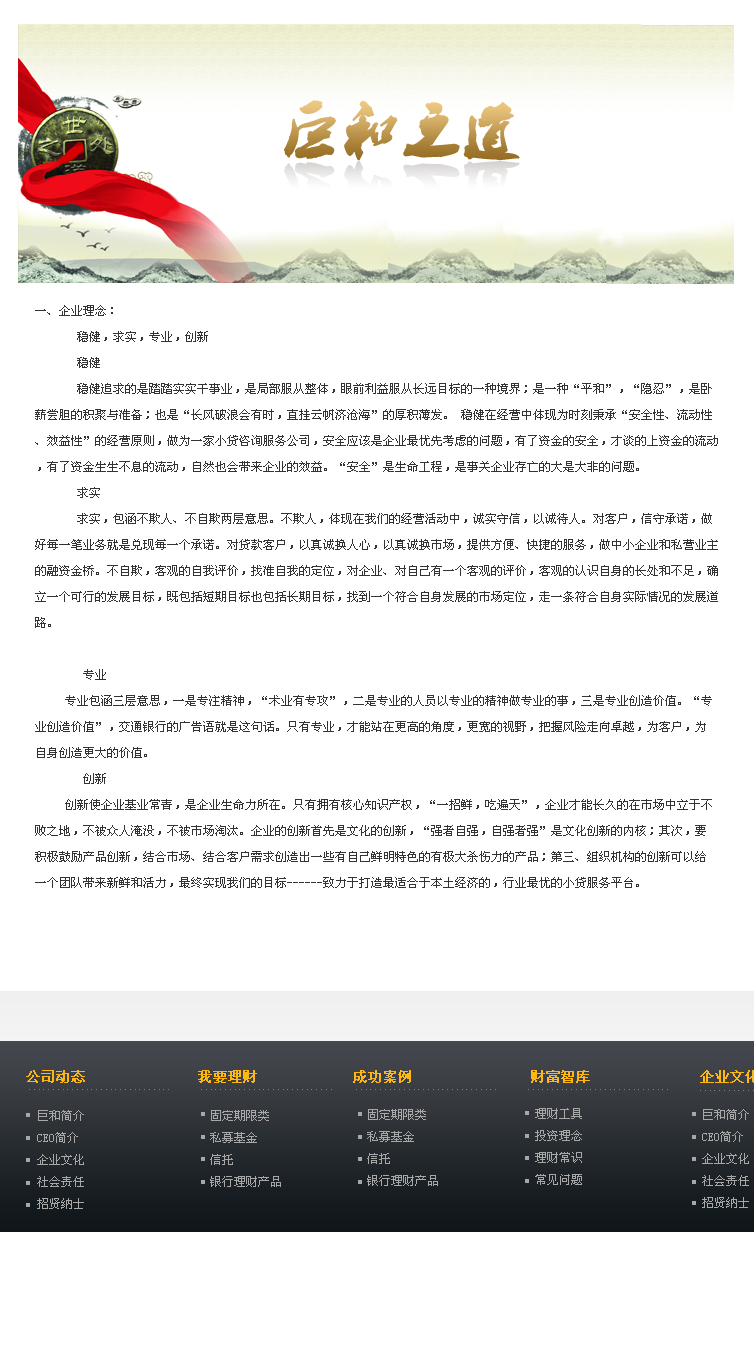 巨和之道
一、企业理念：
稳健，求实，专业，创新
稳健
稳健追求的是踏踏实实干事业，是局部服从整体，眼前利益服从长远目标的一种境界；是一种“平和”，“隐忍”，是卧
薪尝胆的积聚与准备；也是“长风破浪会有时，直挂云帆济沧海”的厚积薄发。 稳健在经营中体现为时刻秉承“安全性、流动性
、效益性”的经营原则，做为一家小贷咨询服务公司，安全应该是企业最优先考虑的问题，有了资金的安全，才谈的上资金的流动
，有了资金生生不息的流动，自然也会带来企业的效益。“安全”是生命工程，是事关企业存亡的大是大非的问题。
求实
求实，包涵不欺人、不自欺两层意思。不欺人，体现在我们的经营活动中，诚实守信，以诚待人。对客户，信守承诺，做
好每一笔业务就是兑现每一个承诺。对贷款客户，以真诚换人心，以真诚换市场，提供方便、快捷的服务，做中小企业和私营业主
的融资金桥。不自欺，客观的自我评价，找准自我的定位，对企业、对自己有一个客观的评价，客观的认识自身的长处和不足，确
立一个可行的发展目标，既包括短期目标也包括长期目标，找到一个符合自身发展的市场定位，走一条符合自身实际情况的发展道
路。
专业
专业包涵三层意思，一是专注精神，“术业有专攻”，二是专业的人员以专业的精神做专业的事，三是专业创造价值。“专
业创造价值”，交通银行的广告语就是这句话。只有专业，才能站在更高的角度，更宽的视野，把握风险走向卓越，为客户，为
自身创造更大的价值。
创新
创新使企业基业常青，是企业生命力所在。只有拥有核心知识产权，“一招鲜，吃遍天”，企业才能长久的在市场中立于不
败之地，不被众人淹没，不被市场淘汰。企业的创新首先是文化的创新，“强者自强，自强者强”是文化创新的内核；其次，要
积极鼓励产品创新，结合市场、结合客户需求创造出一些有自己鲜明特色的有极大杀伤力的产品；第三、组织机构的创新可以给
一个团队带来新鲜和活力，最终实现我们的目标------致力于打造最适合于本土经济的，行业最优的小贷服务平台。
公司动态
巨和简介
CEO简介
企业文化
社会责任
招贤纳士
我要理财
固定期限类
私募基金
信托
银行理财产品
成功案例
固定期限类
私募基金
信托
银行理财产品
财富智库
理财工具
投资理念
理财常识
常见问题
企业文化
巨和简介
CEO简介
企业文化
社会责任
招贤纳士